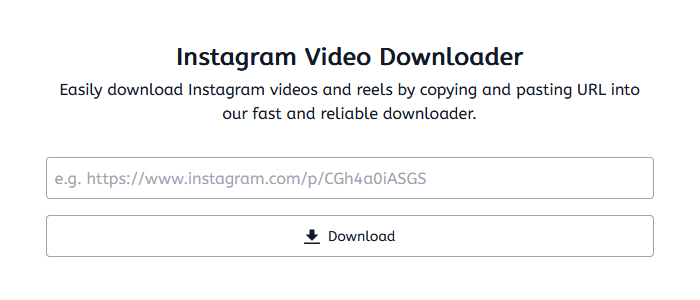 Instagram Video Downloader
Easily download Instagram videos and reels by copying and pasting URL into
our fast and reliable downloader.
e.g. https://www.instagram.com/p/CGh4a0iASGS
Download